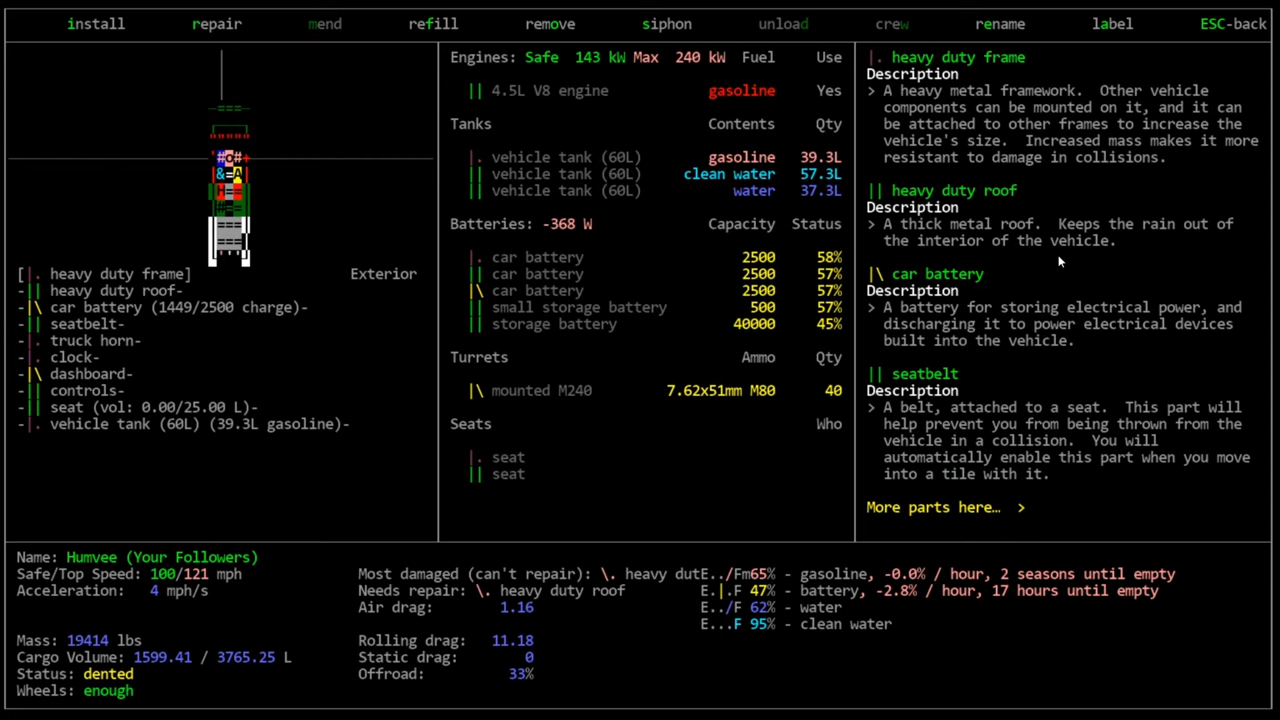 install repair mend refill remove siphon unload crew rename label ESC-back
Engines: Safe 143 kW Max 240 kW Fuel Use
|| 4.5L V8 engine gasoline Yes
Tanks Contents Qty
|. vehicle tank (60L) gasoline 39.3L
|| vehicle tank (60L) clean water 57.3L
|| vehicle tank (60L) water 37.3L
Batteries: -368 W Capacity Status
|. car battery 2500 58%
|| car battery 2500 57%
|\ car battery 2500 57%
|| small storage battery 500 57%
|| storage battery 40000 45%
Turrets Ammo Qty
|\ mounted M240 7.62x51mm M80 40
Seats Who
|. seat
|| seat
[|. heavy duty frame] Exterior
-|| heavy duty roof-
-|\ car battery (1449/2500 charge)-
-|| seatbelt-
-|. truck horn-
-|. clock-
-|\ dashboard-
-|| controls-
-|| seat (vol: 0.00/25.00 L)-
-|. vehicle tank (60L) (39.3L gasoline)-
|. heavy duty frame
Description
> A heavy metal framework. Other vehicle
components can be mounted on it, and it can
be attached to other frames to increase the
vehicle's size. Increased mass makes it more
resistant to damage in collisions.
|| heavy duty roof
Description
> A thick metal roof. Keeps the rain out of
the interior of the vehicle.
|\ car battery
Description
> A battery for storing electrical power, and
discharging it to power electrical devices
built into the vehicle.
|| seatbelt
Description
> A belt, attached to a seat. This part will
help prevent you from being thrown from the
vehicle in a collision. You will
automatically enable this part when you move
into a tile with it.
More parts here… >
Name: Humvee (Your Followers)
Safe/Top Speed: 100/121 mph
Acceleration: 4 mph/s
Mass: 19414 lbs
Cargo Volume: 1599.41 / 3765.25 L
Status: dented
Wheels: enough
Most damaged (can't repair): \. heavy dut
Needs repair: \. heavy duty roof
Air drag: 1.16
Rolling drag: 11.18
Static drag: 0
Offroad: 33%
E../Fm65% - gasoline, -0.0% / hour, 2 seasons until empty
E.|.F 47% - battery, -2.8% / hour, 17 hours until empty
E../F 62% - water
E...F 95% - clean water